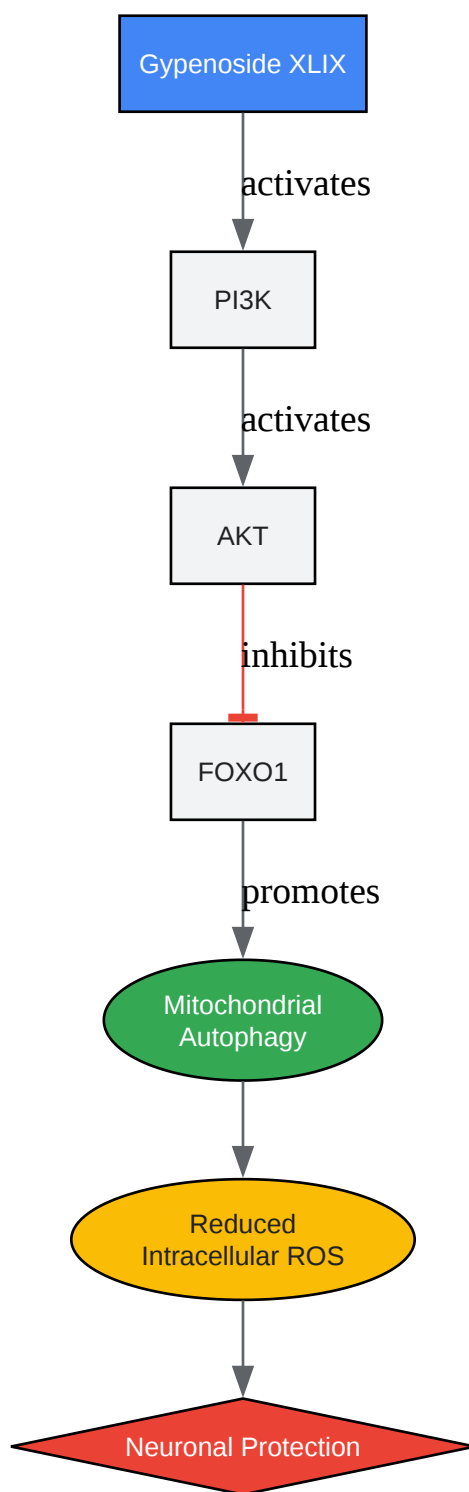 Gypenoside XLIX
activates
PI3K
activates
AKT
inhibits
FOXO1
promotes
Mitochondrial
Autophagy
Reduced
Intracellular ROS
Neuronal Protection